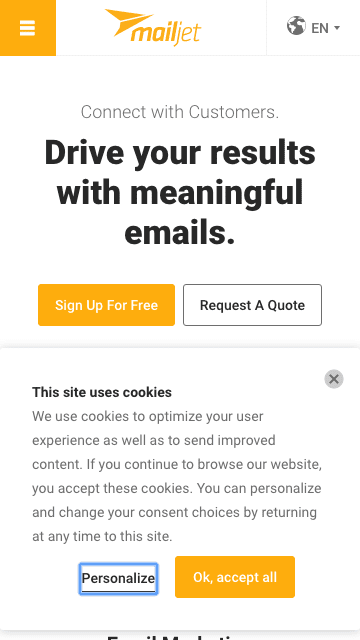 mailjet
EN
Connect with Customers.
Drive your results
with meaningful
emails.
Sign Up For Free
Request A Quote
This site uses cookies
We use cookies to optimize your user
experience as well as to send improved
content. If you continue to browse our website,
you accept these cookies. You can personalize
and change your consent choices by returning
at any time to this site.
Personalize
Ok, accept all